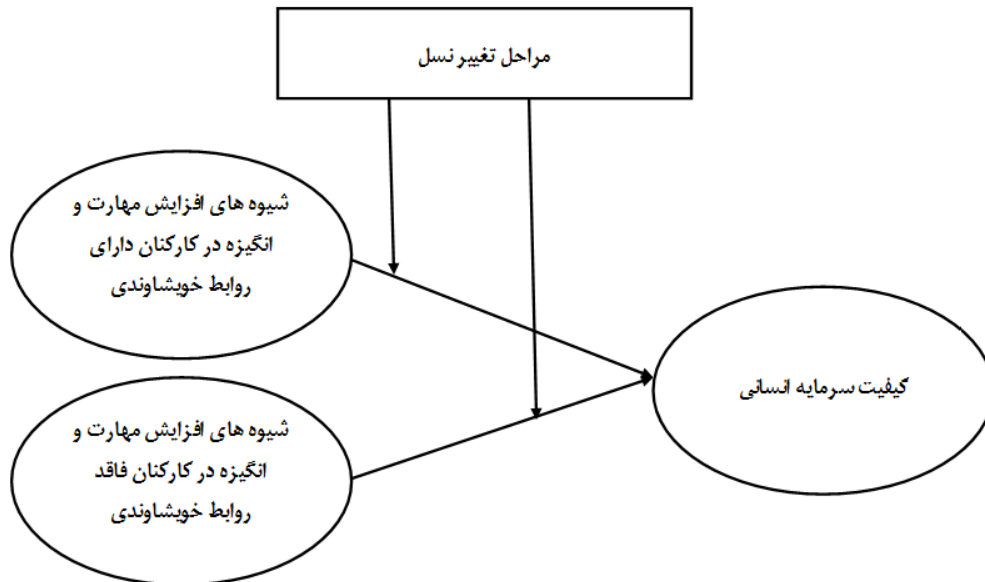 مراحل تغییر نسل
شیوه های افزایش مهارت و
انگیزه در کارکنان دارای
روابط خویشاوندی
کیفیت سرمایه انسانی
شیوه های افزایش مهارت و
انگیزه در کارکنان فاقد
روابط خویشاوندی